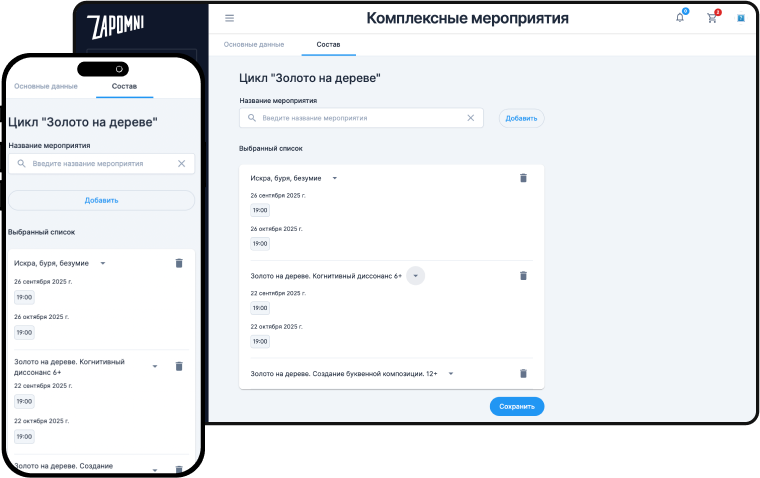 ZAPOMNI
Комплексные мероприятия
0
2
Основные данные
Состав
Цикл "Золото на дереве"
Название мероприятия
Введите название мероприятия
Добавить
Выбранный список
Искра, буря, безумие
26 сентября 2025 г.
19:00
26 октября 2025 г.
19:00
Золото на дереве. Когнитивный диссонанс 6+
22 сентября 2025 г.
19:00
22 октября 2025 г.
19:00
Золото на дереве. Создание буквенной композиции. 12+
Сохранить
Основные данные
Состав
Цикл "Золото на дереве"
Название мероприятия
Введите название мероприятия
Добавить
Выбранный список
Искра, буря, безумие
26 сентября 2025 г.
19:00
26 октября 2025 г.
19:00
Золото на дереве. Когнитивный
диссонанс 6+
22 сентября 2025 г.
19:00
22 октября 2025 г.
19:00
Золото на дереве. Создание